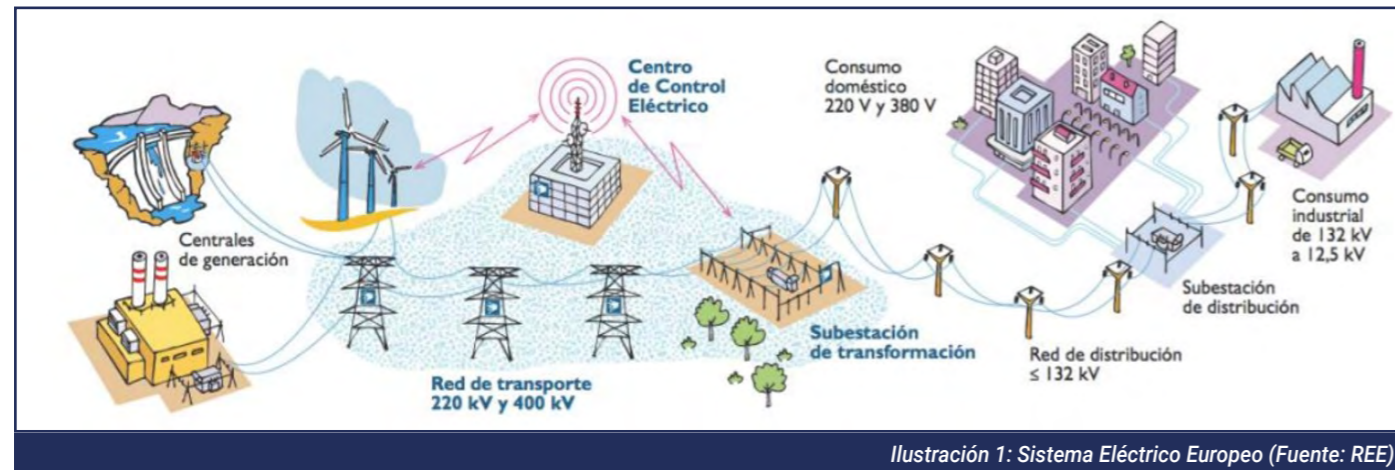 Centro
de Control
Eléctrico
Consumo
doméstico
220 V y 380 V
Centrales
de generación
Consumo
industrial
de 132 kV
a 12,5 kV
Subestación
de distribución
Subestación
de transformación
Red de distribución
≤ 132 kV
Red de transporte
220 kV y 400 kV
Ilustración 1: Sistema Eléctrico Europeo (Fuente: REE)